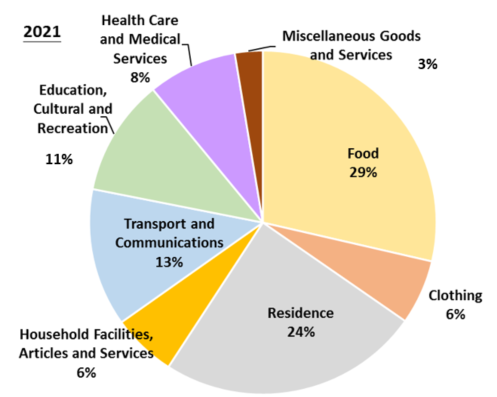 2021
Health Care
and Medical
Services
8%
Miscellaneous Goods
and Services
3%
Education,
Cultural and
Recreation
11%
Food
29%
Transport and
Communications
13%
Clothing
6%
Residence
24%
Household Facilities,
Articles and Services
6%